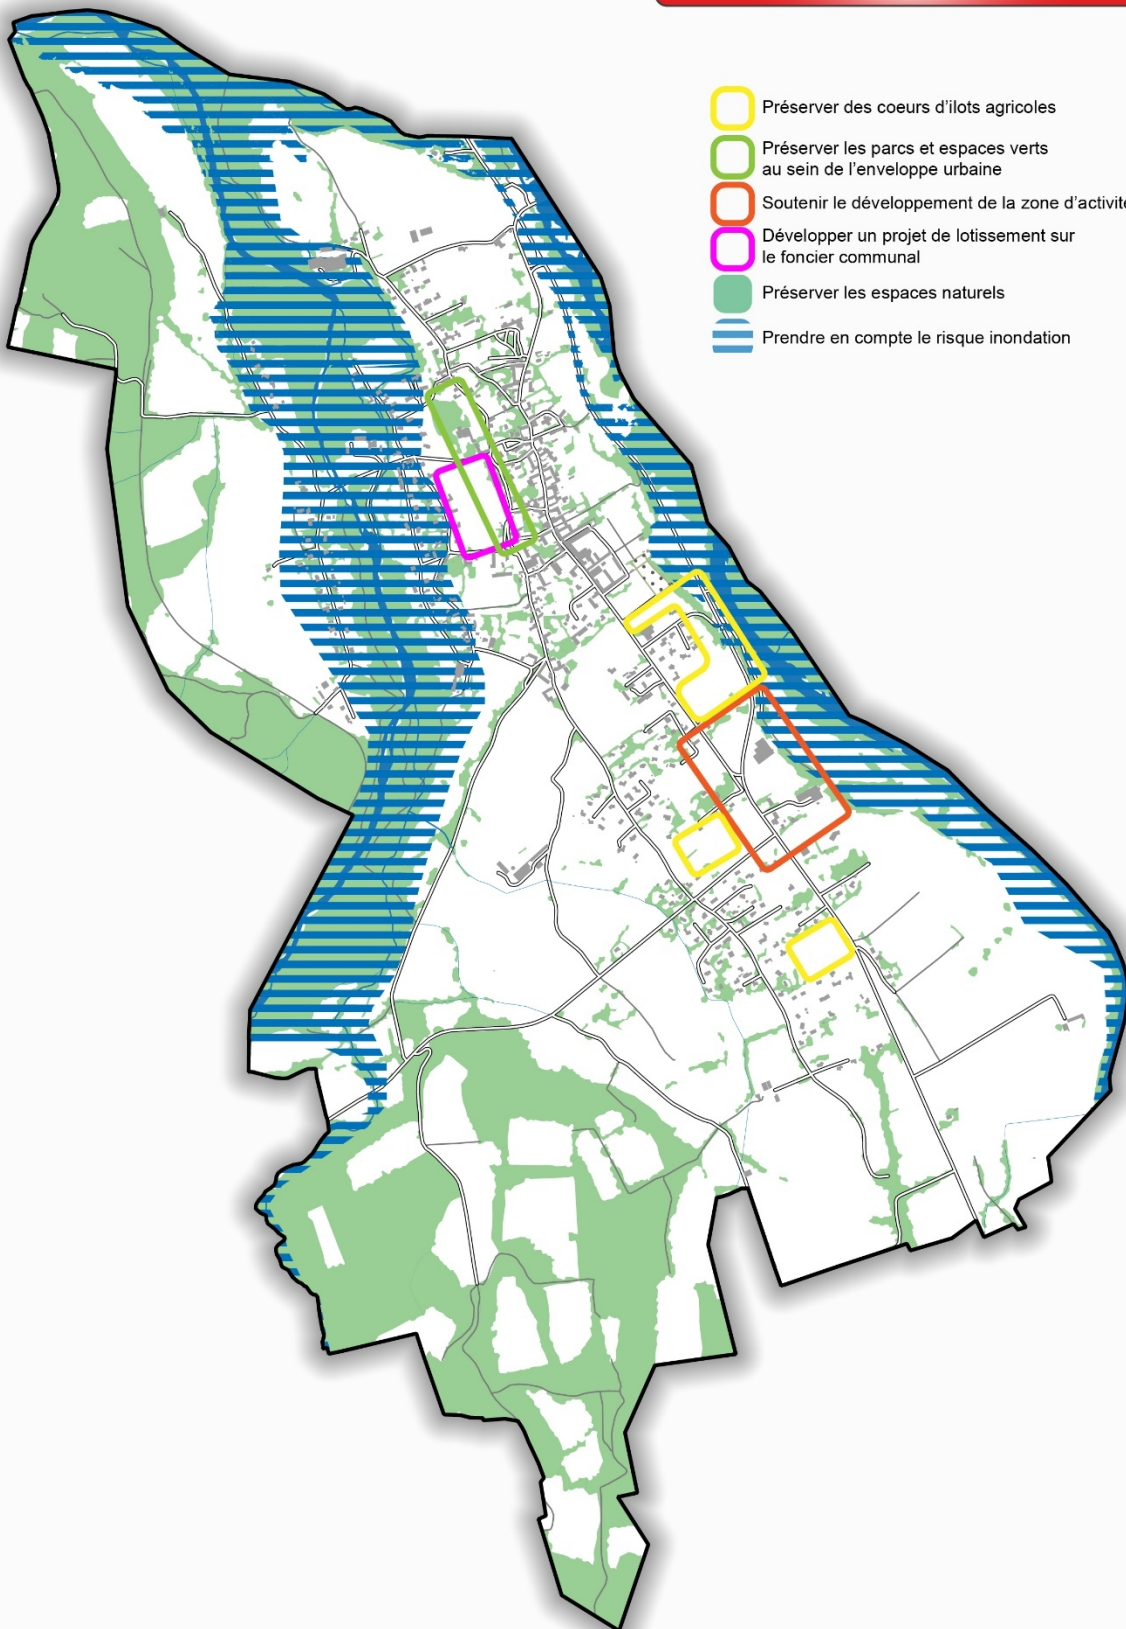 Préserver des coeurs d'ilots agricoles
Préserver les parcs et espaces verts
au sein de l'enveloppe urbaine
Soutenir le développement de la zone d'activité
Développer un projet de lotissement sur
le foncier communal
Préserver les espaces naturels
Prendre en compte le risque inondation